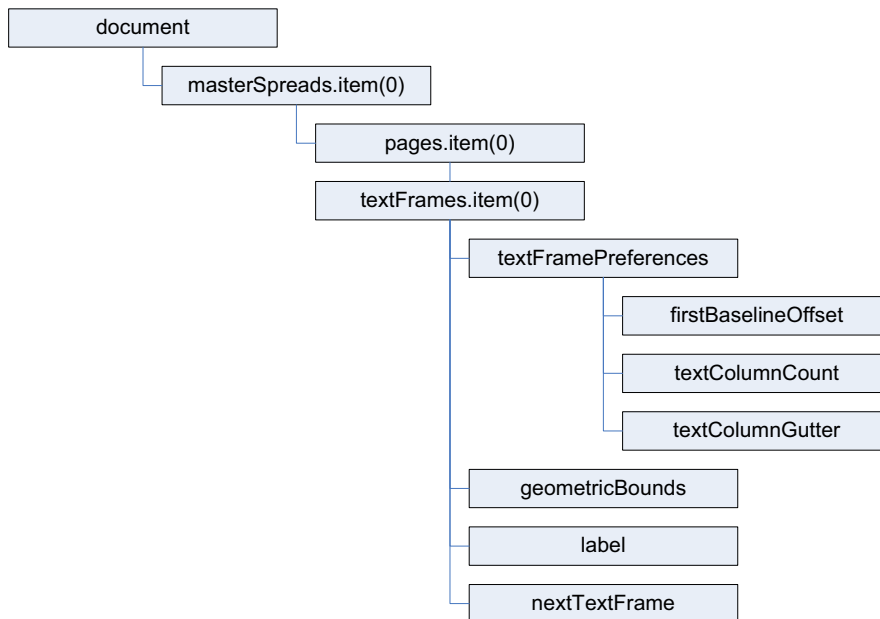 document
masterSpreads.item(0)
pages.item(0)
textFrames.item(0)
textFramePreferences
firstBaselineOffset
textColumnCount
textColumnGutter
geometricBounds
label
nextTextFrame